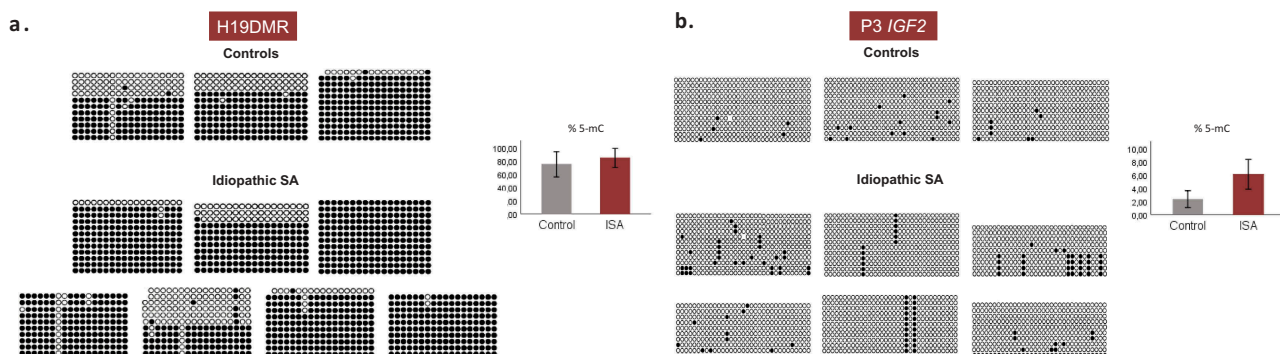 a.
H19DMR
Controls
% 5-mC
100,00
80,00
60,00
40,00
20,00
,00
Control
ISA
Idiopathic SA
b.
P3 IGF2
Controls
% 5-mC
10,00
8,00
6,00
4,00
2,00
0,00
Control
ISA
Idiopathic SA